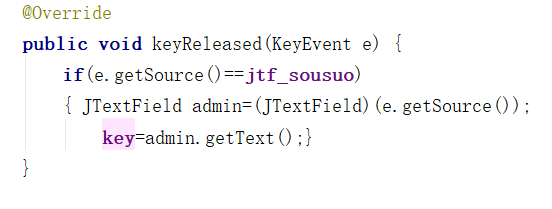 @Override
public void keyReleased(KeyEvent e) {
if(e.getSource()==jtf_sousuo)
{ JTextField admin=(JTextField)(e.getSource());
key=admin.getText();}
}